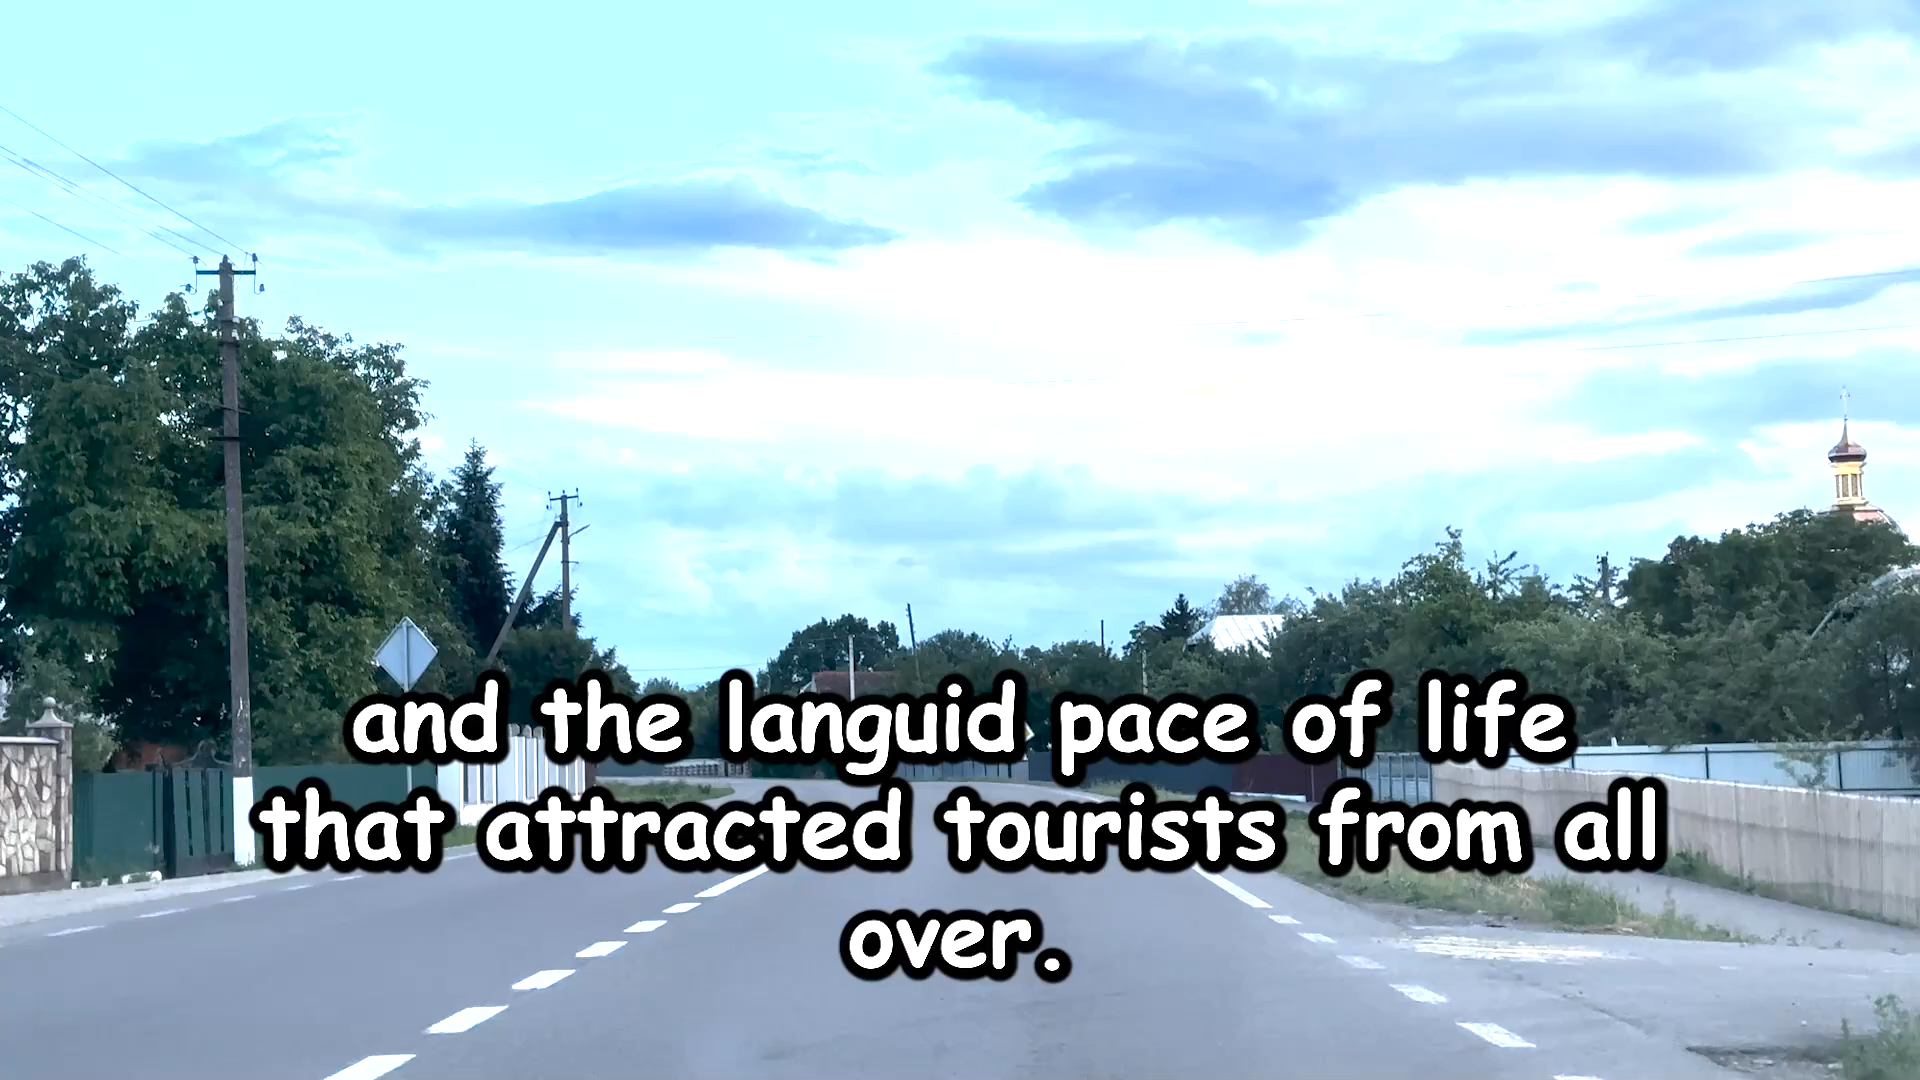 and the languid pace of life
that attracted tourists from all
over.